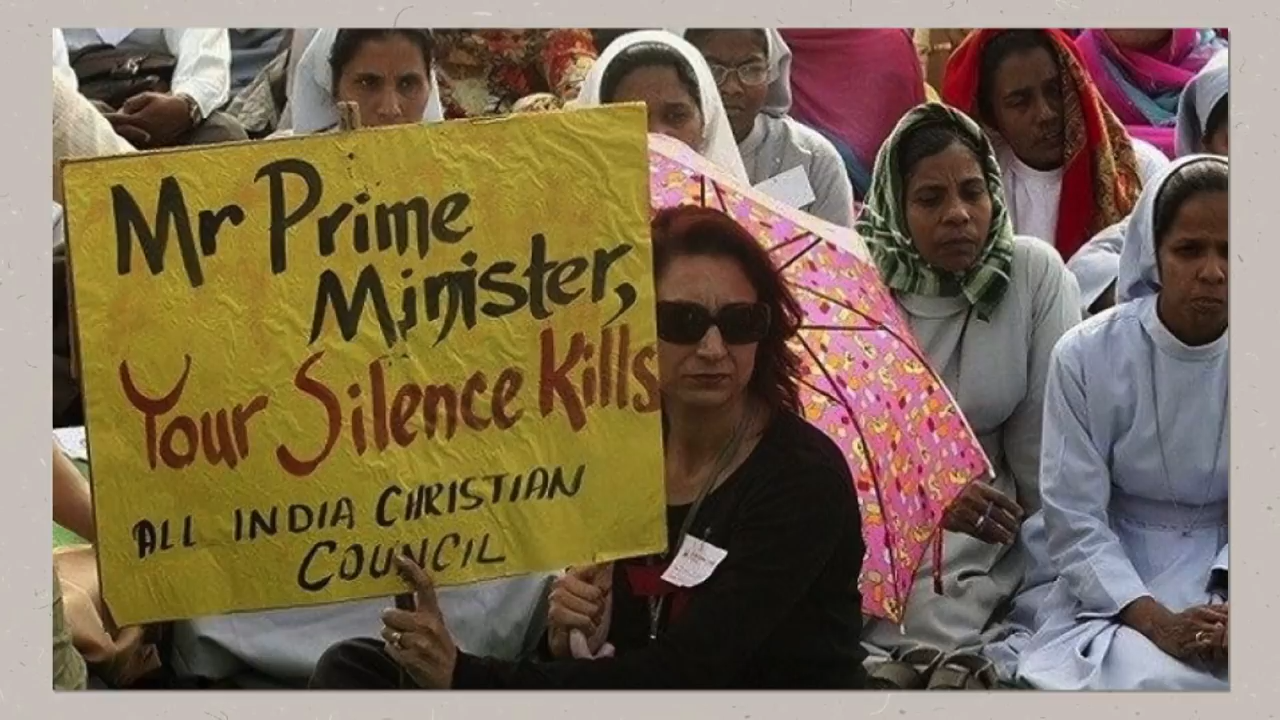 Mr Prime
Minister,
Your Silence Kills
ALL INDIA CHRISTIAN
COUNCIL